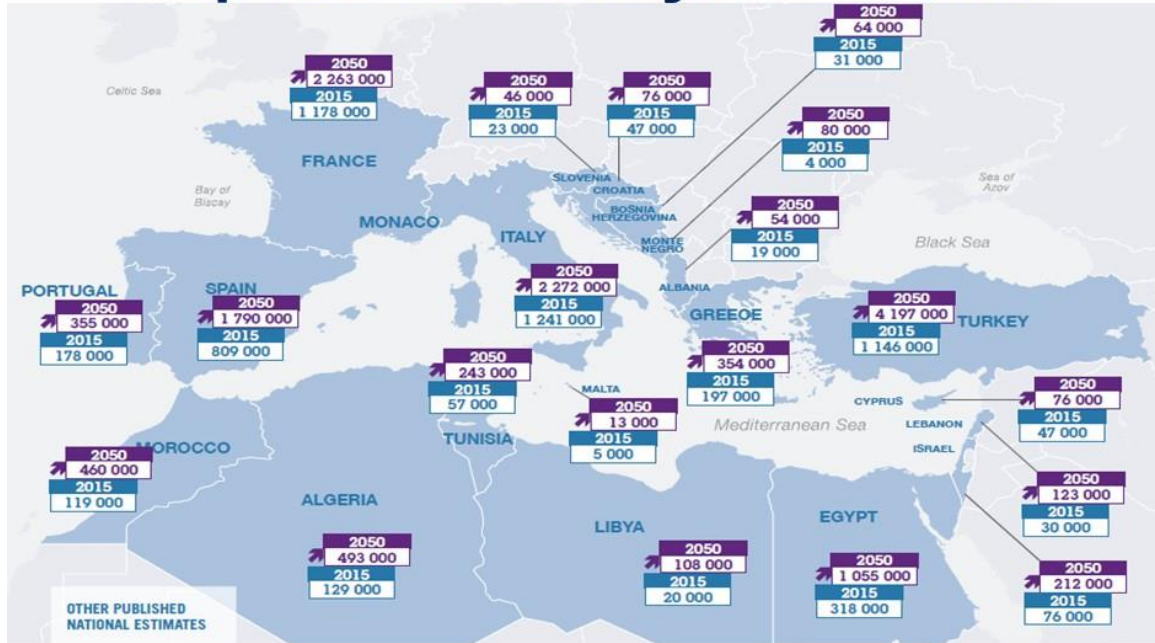 2050
64 000
2015
31 000
2050
2 263 000
2015
1 178 000
2050
46 000
2015
23 000
2050
76 000
2015
47 000
2050
80 000
2015
4 000
2050
54 000
2015
19 000
Celtic Sea
Bay of
Biscay
Sea of
Azov
Black Sea
FRANCE
MONACO
ITALY
SLOVENIA
CROATIA
BOSNIA
HERZEGOVINA
MONTE
NEGRO
ALBANIA
GREEOE
TURKEY
PORTUGAL
2050
355 000
2015
178 000
SPAIN
2050
1 790 000
2015
809 000
2050
2 272 000
2015
1 241 000
2050
4 197 000
2015
1 146 000
2050
354 000
2015
197 000
2050
243 000
2015
57 000
TUNISIA
MALTA
2050
13 000
2015
5 000
Mediterranean Sea
CYPRUS
2050
76 000
2015
47 000
LEBANON
ISRAEL
2050
123 000
2015
30 000
2050
212 000
2015
76 000
MOROCCO
2050
460 000
2015
119 000
ALGERIA
2050
493 000
2015
129 000
LIBYA
2050
108 000
2015
20 000
EGYPT
2050
1 055 000
2015
318 000
OTHER PUBLISHED
NATIONAL ESTIMATES